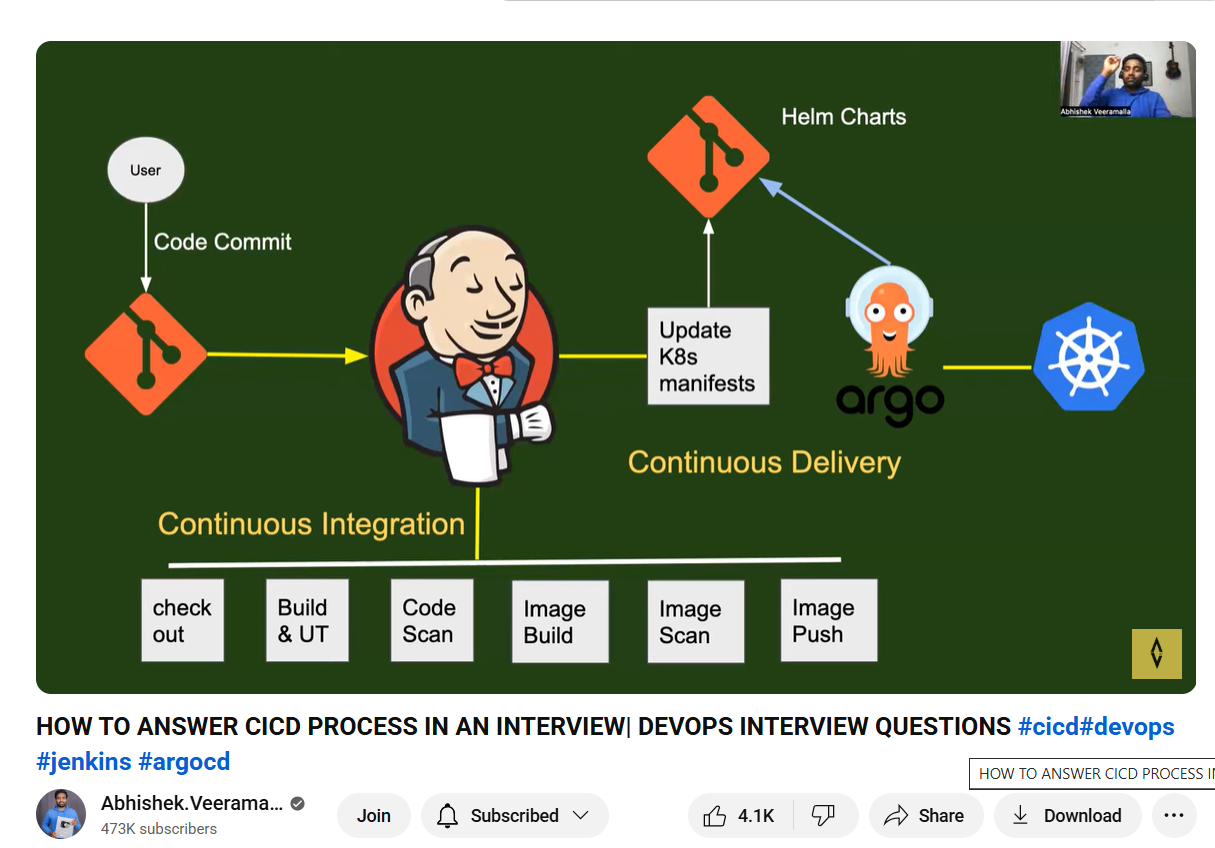 Helm Charts
Abhishek Veeramalla
User
Code Commit
Update
K8s
manifests
argo
Continuous Delivery
Continuous Integration
check
out
Build
& UT
Code
Scan
Image
Build
Image
Scan
Image
Push
HOW TO ANSWER CICD PROCESS IN AN INTERVIEW| DEVOPS INTERVIEW QUESTIONS #cicd#devops
#jenkins #argocd
HOW TO ANSWER CICD PROCESS IN
Abhishek.Veerama...
473K subscribers
Join
Subscribed
4.1K
Share
Download